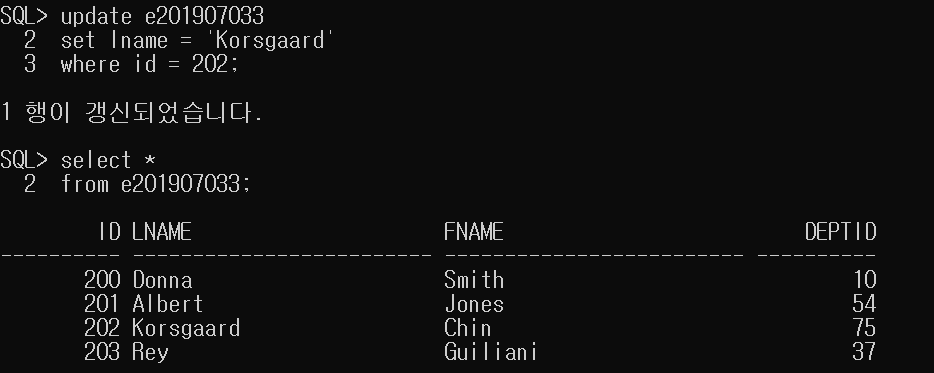 SQL> update e201907033
2 set lname = 'Korsgaard'
3 where id = 202;
1 행이 갱신되었습니다.
SQL> select *
2 from e201907033;
ID LNAME FNAME DEPTID
---------- ------------------------- ------------------------- ----------
200 Donna Smith 10
201 Albert Jones 54
202 Korsgaard Chin 75
203 Rey Guiliani 37